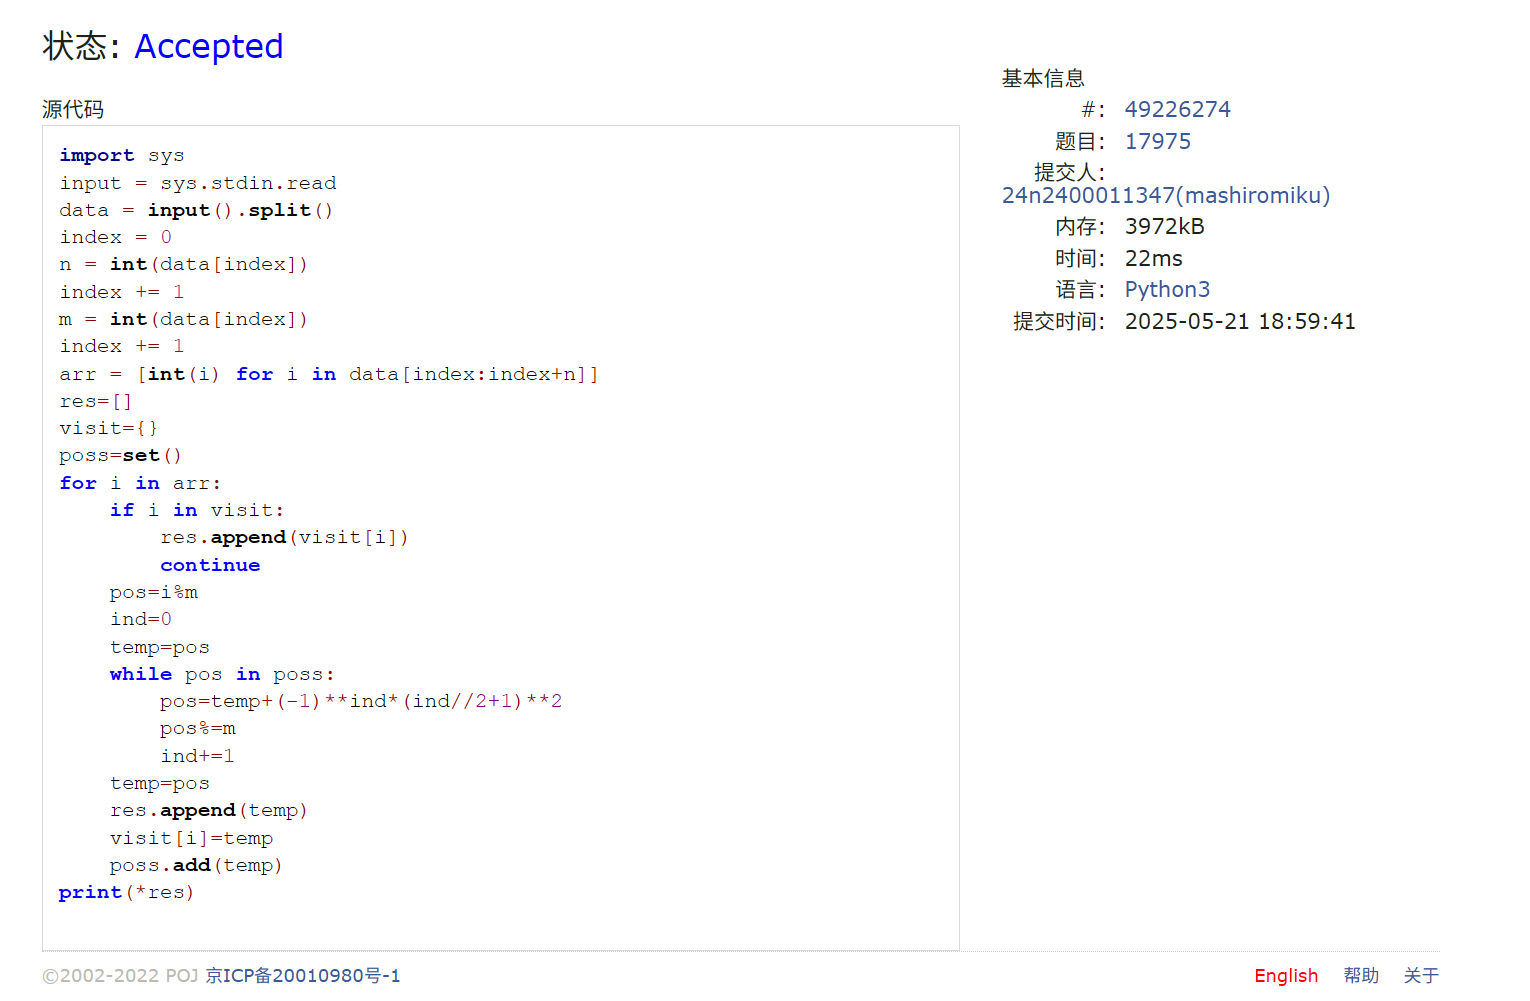 状态: Accepted
源代码
import sys
input = sys.stdin.read
data = input().split()
index = 0
n = int(data[index])
index += 1
m = int(data[index])
index += 1
arr = [int(i) for i in data[index:index+n]]
res=[]
visit={}
poss=set()
for i in arr:
    if i in visit:
        res.append(visit[i])
        continue
    pos=i%m
    ind=0
    temp=pos
    while pos in poss:
        pos=temp+(-1)**ind*(ind//2+1)**2
        pos%=m
        ind+=1
    temp=pos
    res.append(temp)
    visit[i]=temp
    poss.add(temp)
print(*res)
基本信息
#: 49226274
题目: 17975
提交人:
24n2400011347(mashiromiku)
内存: 3972kB
时间: 22ms
语言: Python3
提交时间: 2025-05-21 18:59:41
©2002-2022 POJ 京ICP备20010980号-1
English 帮助 关于